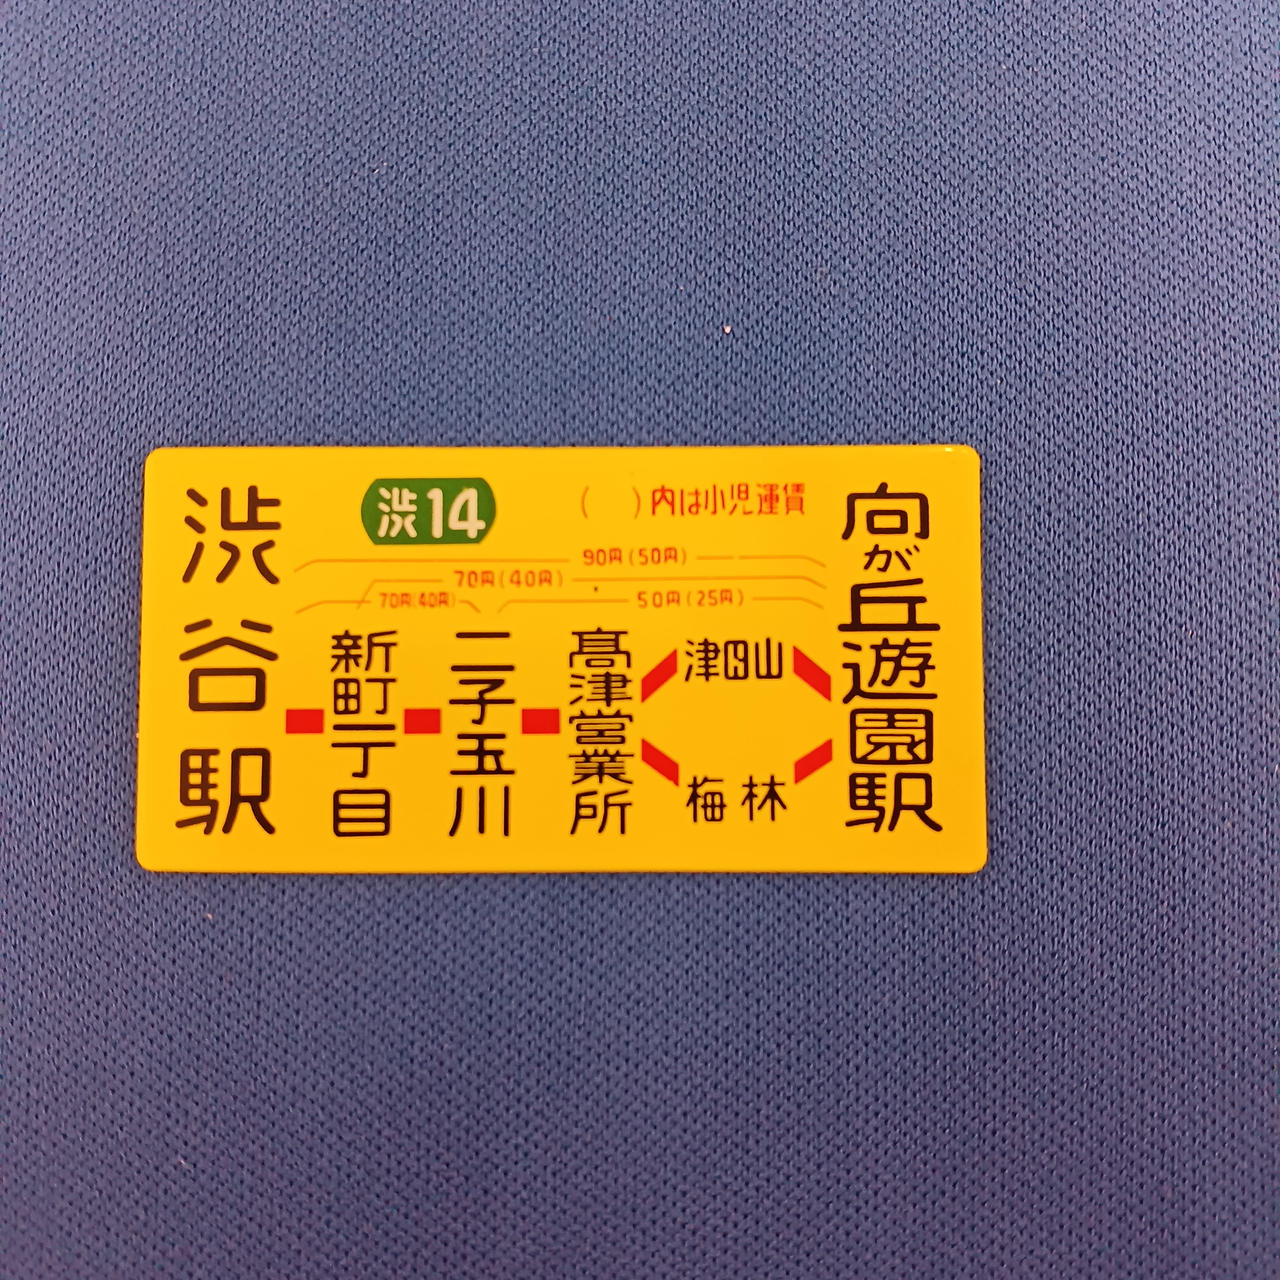 渋14
( )内は小児運賃
90円(50円)
70円(40円)
70円(40円)
50円(25円)
渋谷駅
新町一丁目
二子玉川
高津営業所
津田山
梅林
向が丘遊園駅